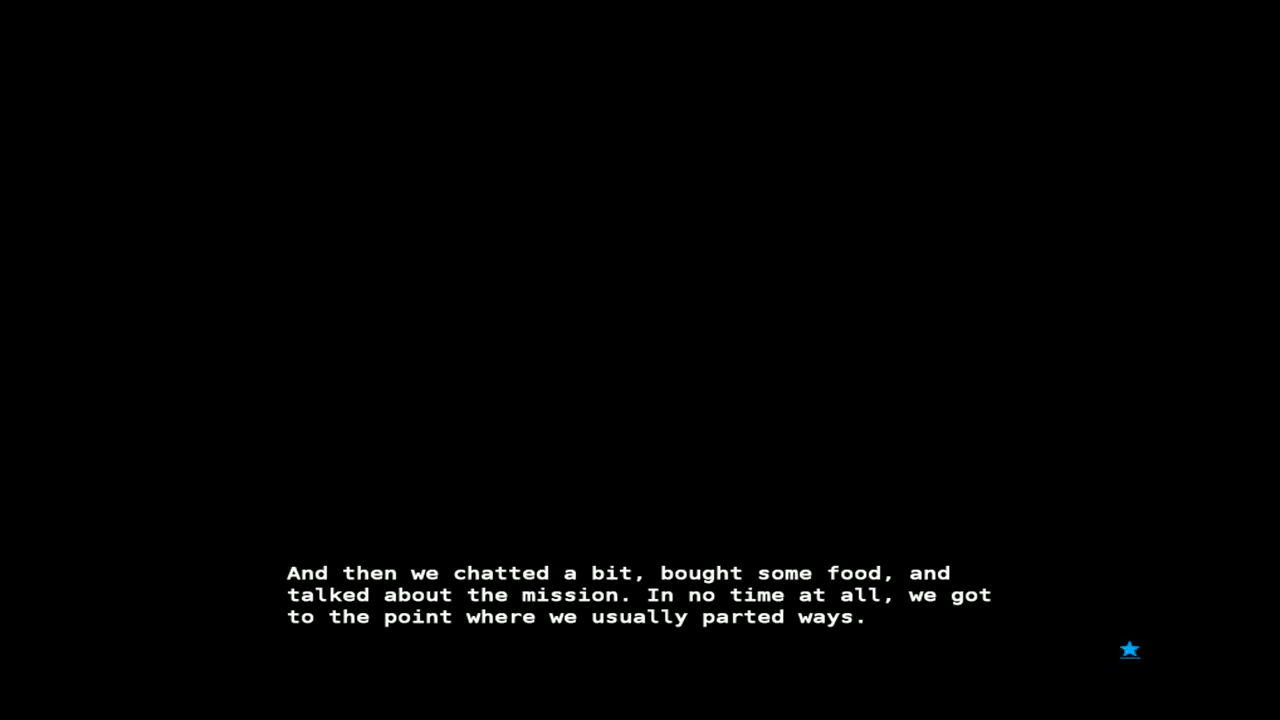 And then we chatted a bit, bought some food, and
talked about the mission. In no time at all, we got
to the point where we usually parted ways.